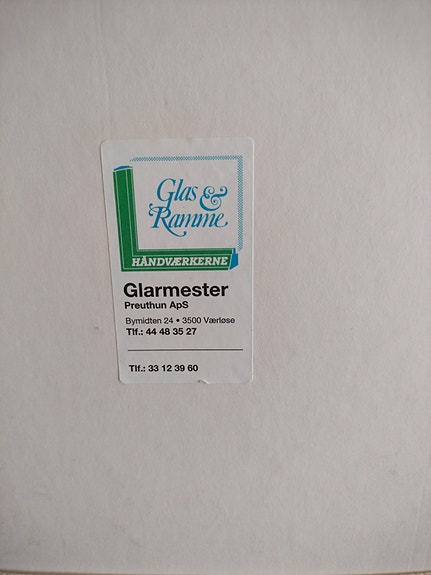 Glas &
Ramme
HÅNDVÆRKERNE
Glarmester
Preuthun ApS
Bymidten 24 • 3500 Værløse
Tlf.: 44 48 35 27
Tlf.: 33 12 39 60